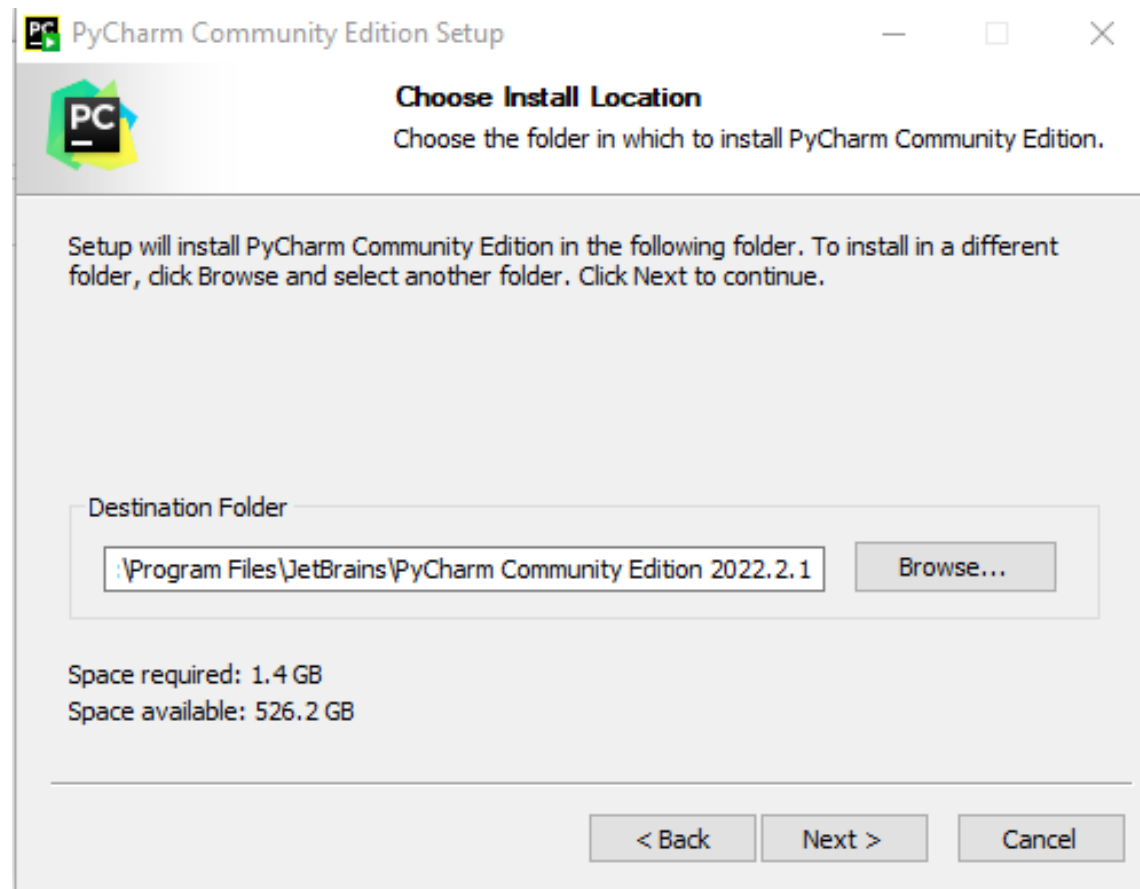 PC PyCharm Community Edition Setup
PC
Choose Install Location
Choose the folder in which to install PyCharm Community Edition.
Setup will install PyCharm Community Edition in the following folder. To install in a different
folder, click Browse and select another folder. Click Next to continue.
Destination Folder
:\Program Files\JetBrains\PyCharm Community Edition 2022.2.1
Browse...
Space required: 1.4 GB
Space available: 526.2 GB
< Back
Next >
Cancel